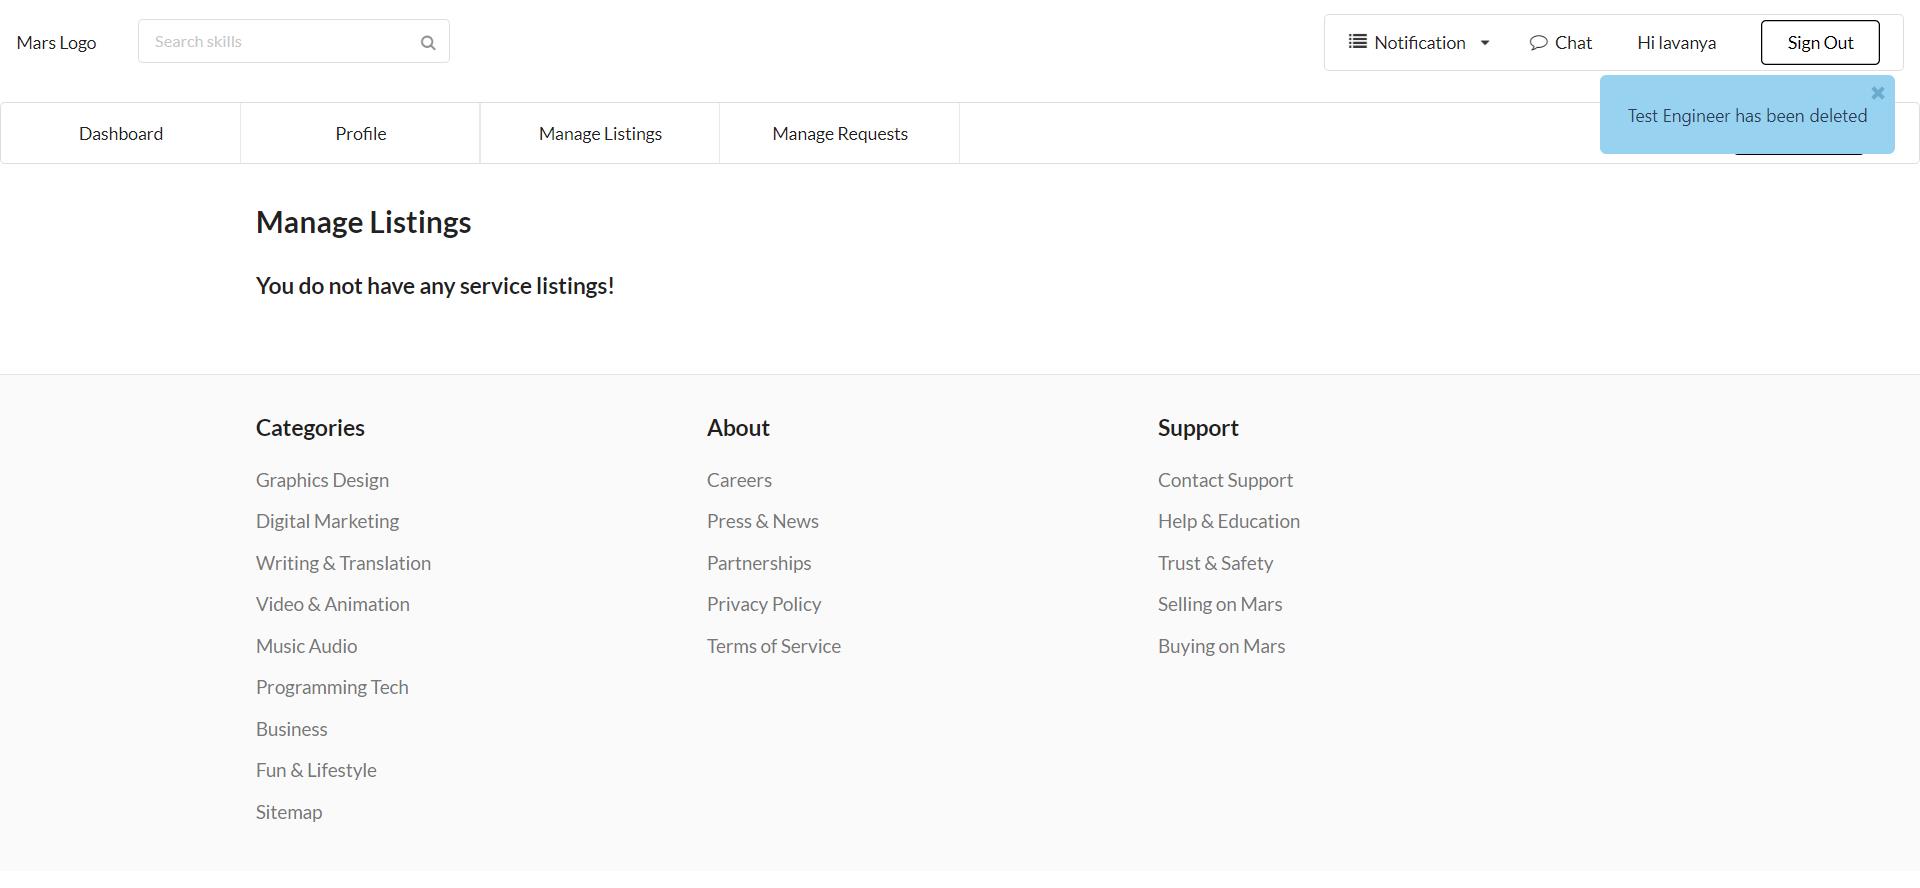 Mars Logo
Search skills
Notification
Chat
Hi lavanya
Sign Out
Test Engineer has been deleted
Dashboard
Profile
Manage Listings
Manage Requests
Manage Listings
You do not have any service listings!
Categories
Graphics Design
Digital Marketing
Writing & Translation
Video & Animation
Music Audio
Programming Tech
Business
Fun & Lifestyle
Sitemap
About
Careers
Press & News
Partnerships
Privacy Policy
Terms of Service
Support
Contact Support
Help & Education
Trust & Safety
Selling on Mars
Buying on Mars